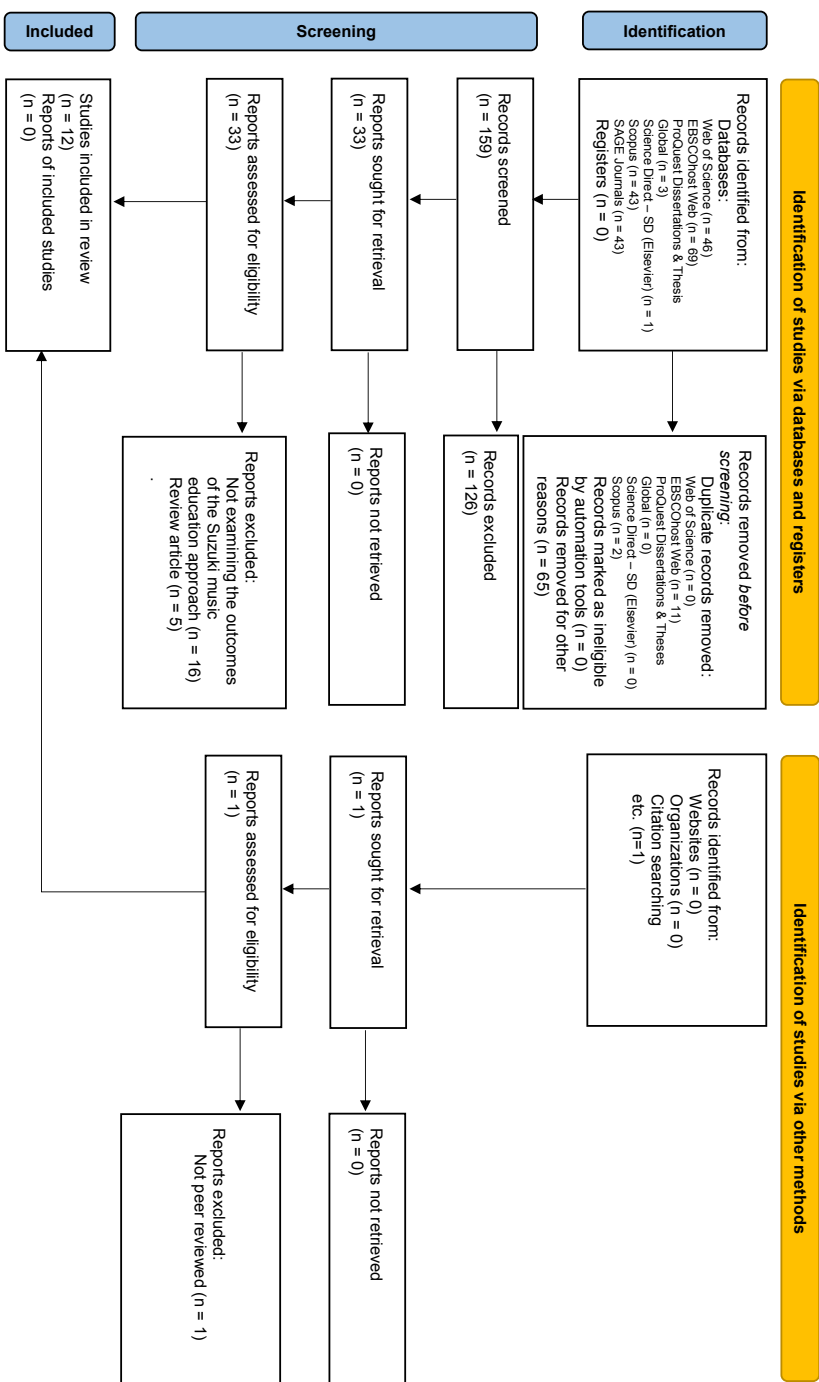 Identification of studies via databases and registers
Identification of studies via other methods
Identification
Screening
Included
Records identified from:
Databases:
Web of Science (n = 46)
EBSCOhost Web (n = 69)
ProQuest Dissertations & Thesis
Global (n = 3)
Science Direct – SD (Elsevier) (n = 1)
Scopus (n = 43)
SAGE Journals (n = 43)
Registers (n = 0)
Records removed before
screening:
Duplicate records removed:
Web of Science (n = 0)
EBSCOhost Web (n = 11)
ProQuest Dissertations & Theses
Global (n = 0)
Science Direct – SD (Elsevier) (n = 0)
Scopus (n = 2)
Records marked as ineligible
by automation tools (n = 0)
Records removed for other
reasons (n = 65)
Records screened
(n = 159)
Records excluded
(n = 126)
Reports sought for retrieval
(n = 33)
Reports not retrieved
(n = 0)
Reports assessed for eligibility
(n = 33)
Reports excluded:
Not examining the outcomes
of the Suzuki music
education approach (n = 16)
Review article (n = 5)
.
Studies included in review
(n = 12)
Reports of included studies
(n = 0)
Records identified from:
Websites (n = 0)
Organizations (n = 0)
Citation searching
etc. (n=1)
Reports sought for retrieval
(n = 1)
Reports not retrieved
(n = 0)
Reports assessed for eligibility
(n = 1)
Reports excluded:
Not peer reviewed (n = 1)